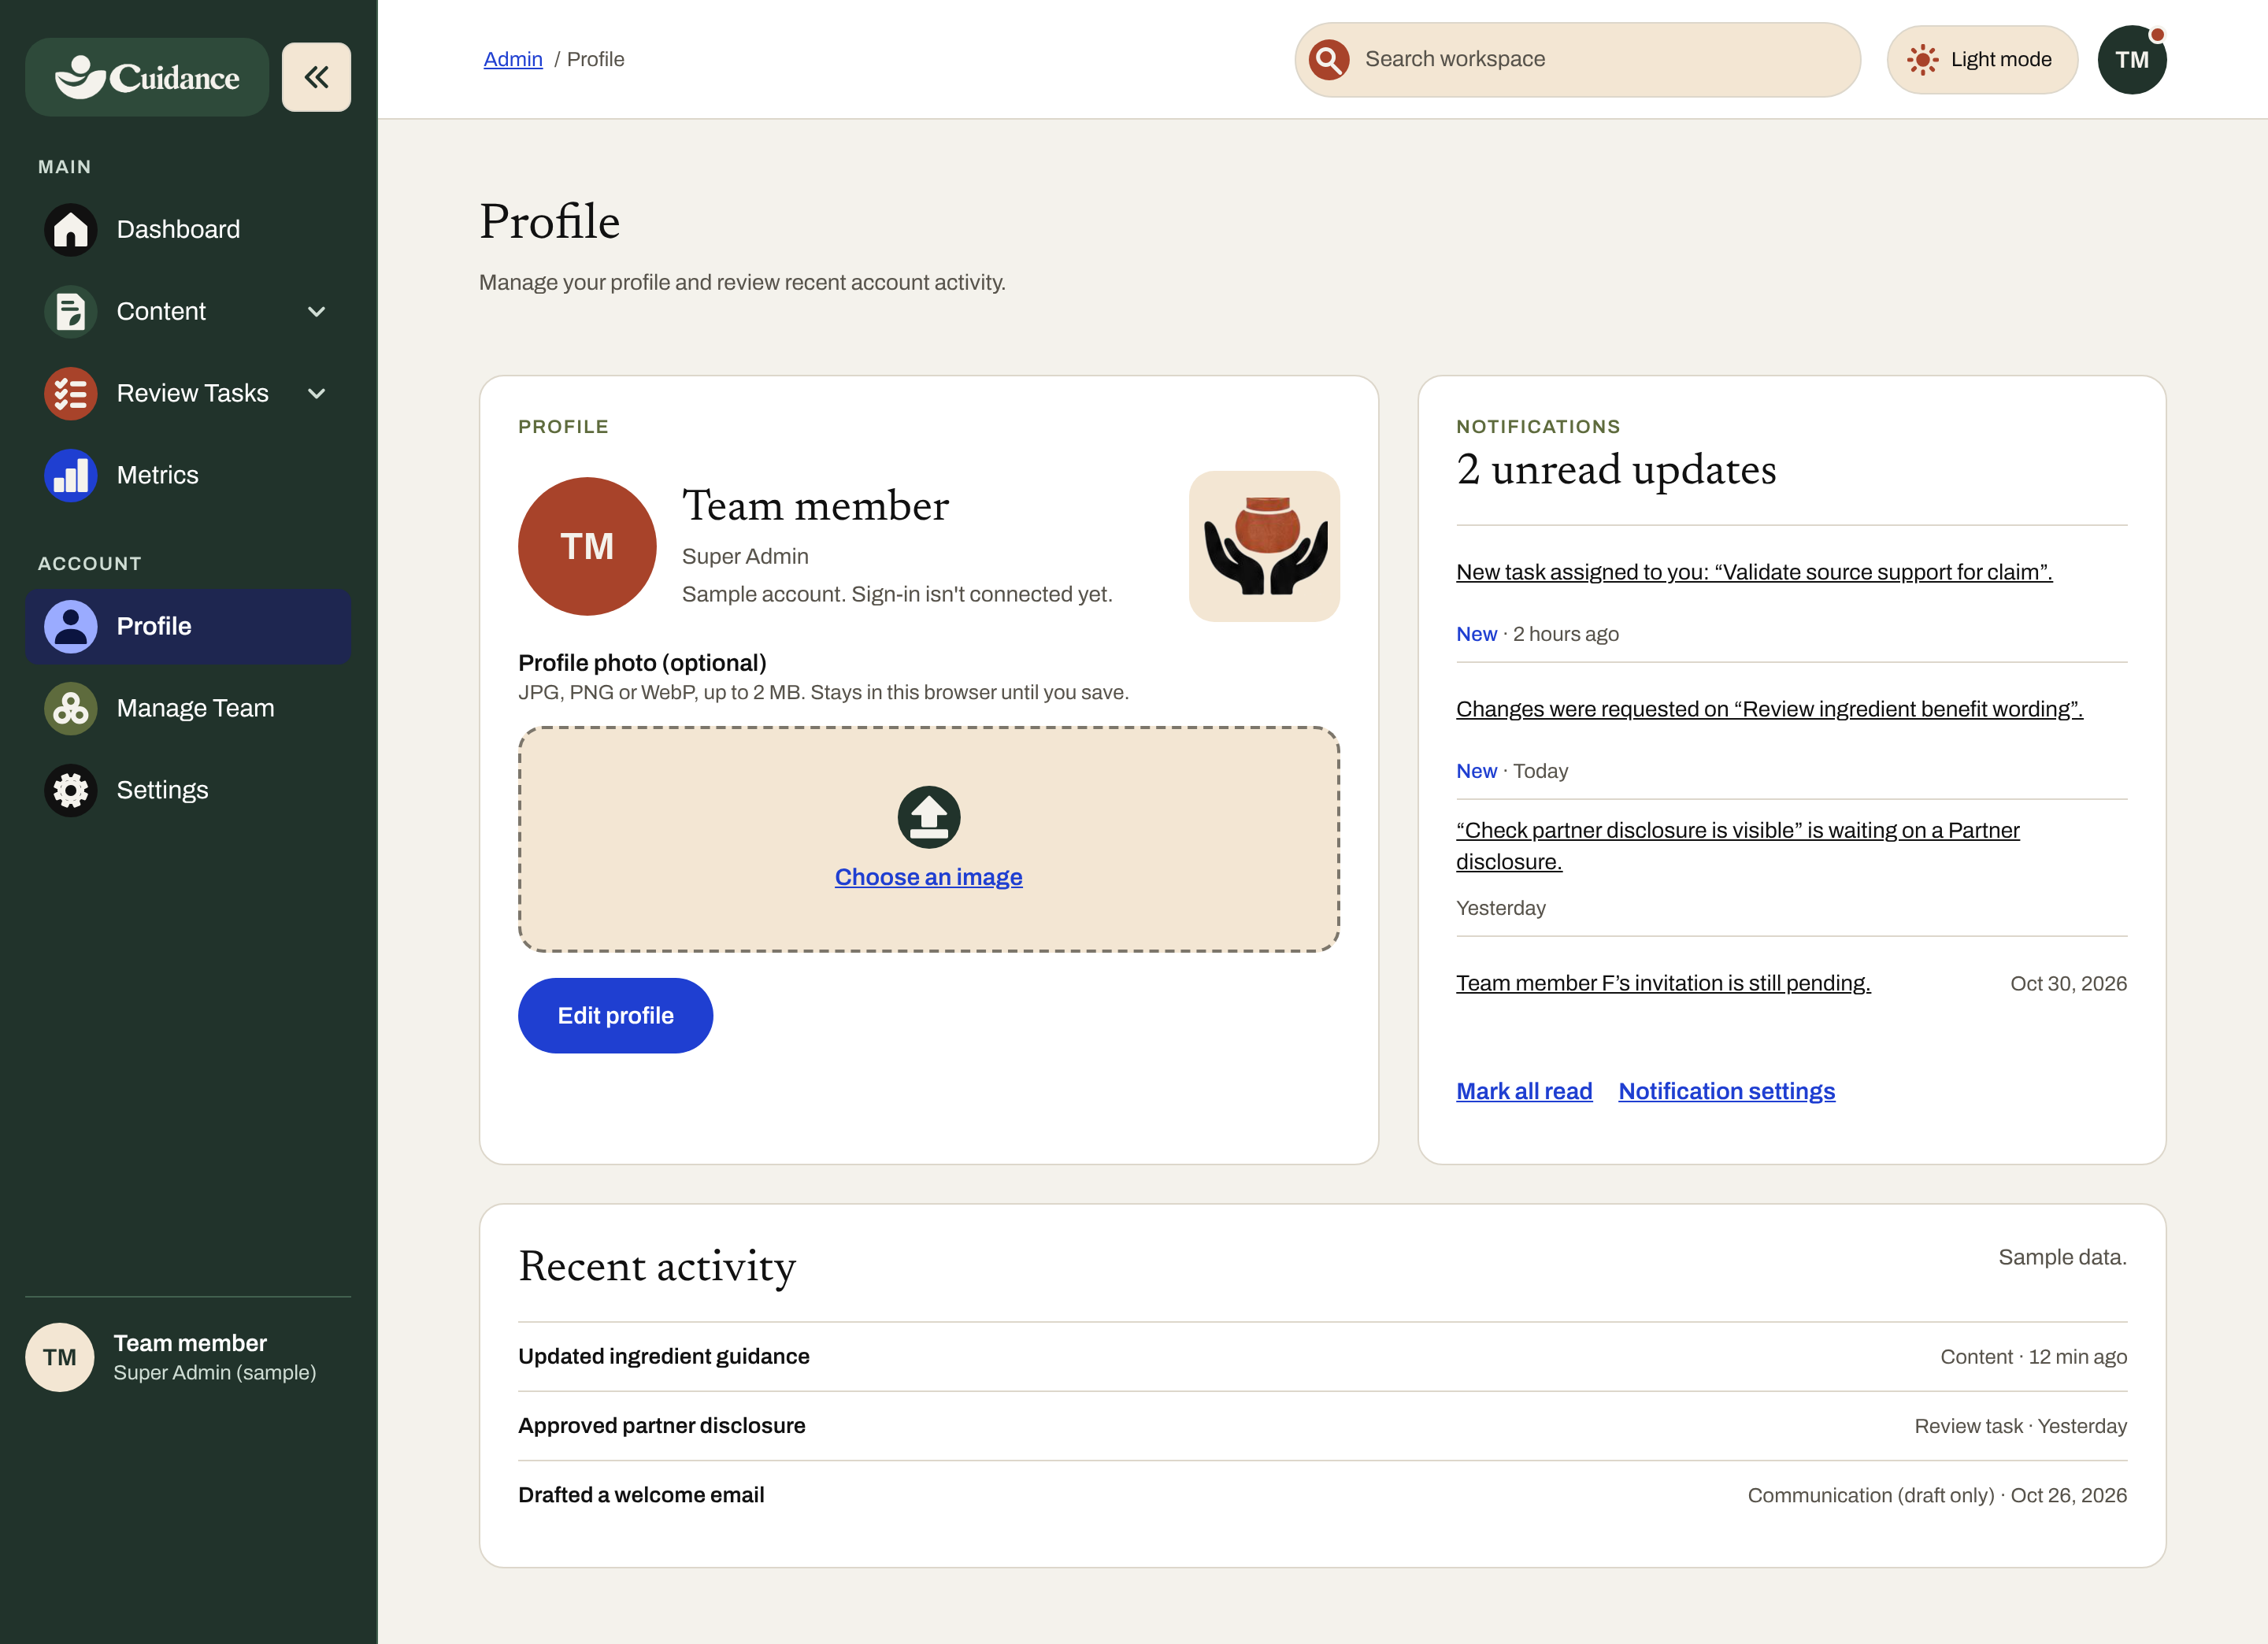 Cuidance
MAIN
Dashboard
Content
Review Tasks
Metrics
ACCOUNT
Profile
Manage Team
Settings
TM
Team member
Super Admin (sample)
Admin / Profile
Search workspace
Light mode
TM
Profile
Manage your profile and review recent account activity.
PROFILE
TM
Team member
Super Admin
Sample account. Sign-in isn't connected yet.
Profile photo (optional)
JPG, PNG or WebP, up to 2 MB. Stays in this browser until you save.
Choose an image
Edit profile
NOTIFICATIONS
2 unread updates
New task assigned to you: “Validate source support for claim”.
New · 2 hours ago
Changes were requested on “Review ingredient benefit wording”.
New · Today
“Check partner disclosure is visible” is waiting on a Partner
disclosure.
Yesterday
Team member F’s invitation is still pending. Oct 30, 2026
Mark all read Notification settings
Recent activity
Sample data.
Updated ingredient guidance Content · 12 min ago
Approved partner disclosure Review task · Yesterday
Drafted a welcome email Communication (draft only) · Oct 26, 2026